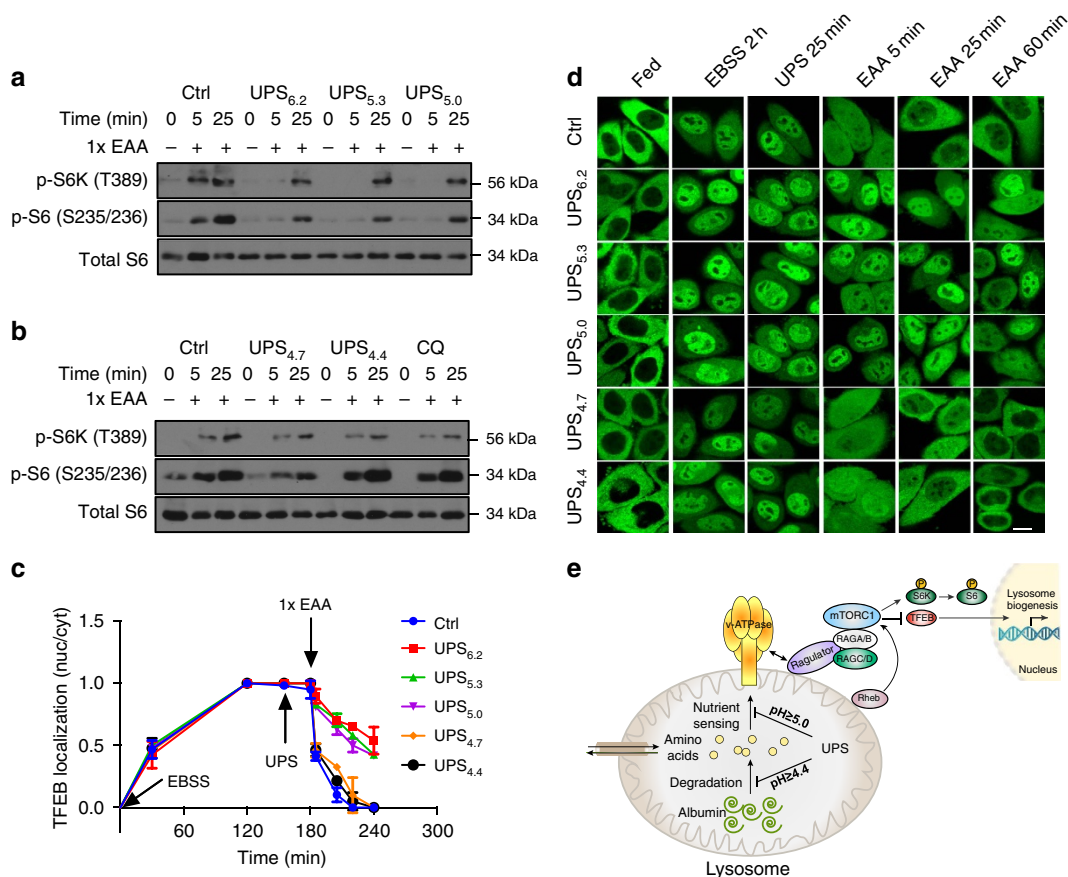 a
Ctrl UPS6.2 UPS5.3 UPS5.0
Time (min) 0 5 25 0 5 25 0 5 25 0 5 25
1x EAA – + + – + + – + + – + +
p-S6K (T389) 56 kDa
p-S6 (S235/236) 34 kDa
Total S6 34 kDa
b
Ctrl UPS4.7 UPS4.4 CQ
Time (min) 0 5 25 0 5 25 0 5 25 0 5 25
1x EAA – + + – + + – + + – + +
p-S6K (T389) 56 kDa
p-S6 (S235/236) 34 kDa
Total S6 34 kDa
c
1x EAA
TFEB localization (nuc/cyt)
1.5
1.0
0.5
0.0
EBSS
UPS
60 120 180 240 300
Time (min)
Ctrl
UPS6.2
UPS5.3
UPS5.0
UPS4.7
UPS4.4
d
Fed
EBSS 2 h
UPS 25 min
EAA 5 min
EAA 25 min
EAA 60 min
Ctrl
UPS6.2
UPS5.3
UPS5.0
UPS4.7
UPS4.4
e
v-ATPase
Ragulator
mTORC1
RAGA/B
RAGC/D
Rheb
P
S6K
P
S6
TFEB
Lysosome
biogenesis
Nucleus
Nutrient
sensing
pH≥5.0
UPS
Amino
acids
Degradation
pH≥4.4
Albumin
Lysosome